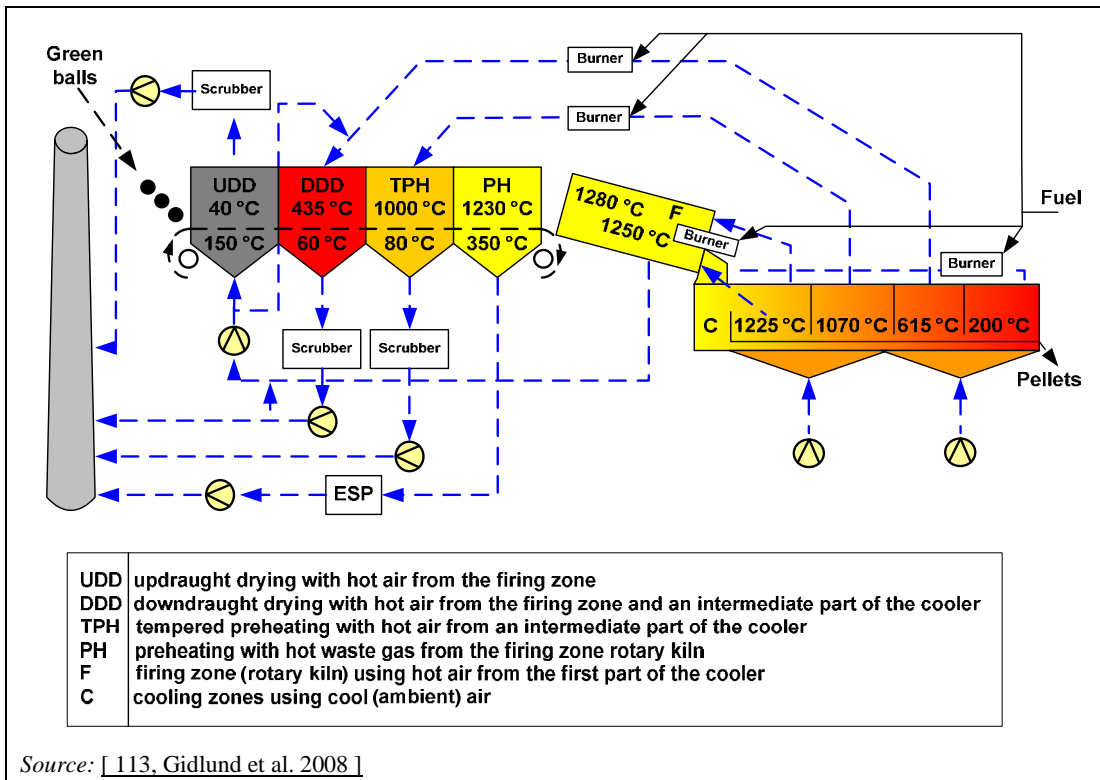 Green
balls
Scrubber
Burner
Burner
UDD
40 °C
150 °C
DDD
435 °C
60 °C
TPH
1000 °C
80 °C
PH
1230 °C
350 °C
1280 °C F
1250 °C
Burner
Fuel
Burner
C 1225 °C 1070 °C 615 °C 200 °C
Pellets
Scrubber
Scrubber
ESP
UDD updraught drying with hot air from the firing zone
DDD downdraught drying with hot air from the firing zone and an intermediate part of the cooler
TPH tempered preheating with hot air from an intermediate part of the cooler
PH preheating with hot waste gas from the firing zone rotary kiln
F firing zone (rotary kiln) using hot air from the first part of the cooler
C cooling zones using cool (ambient) air
Source: [ 113, Gidlund et al. 2008 ]